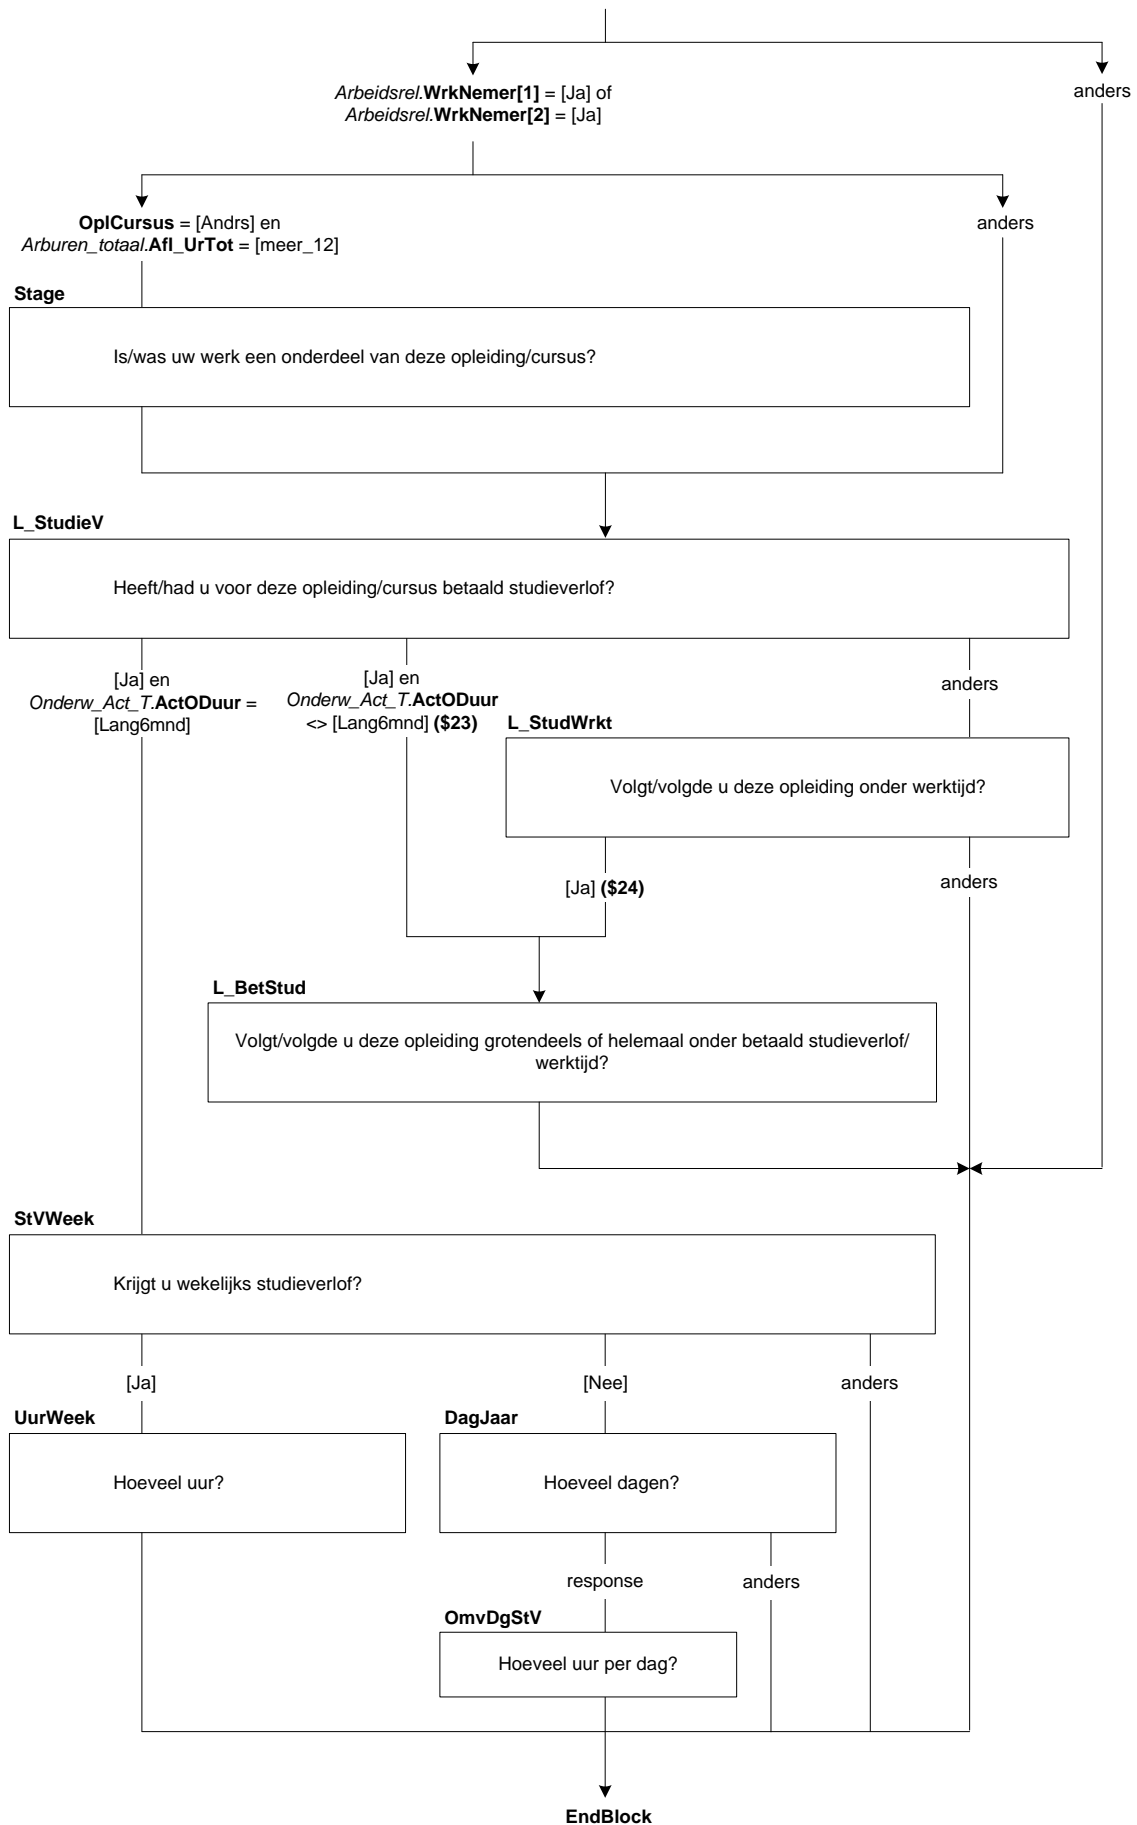 Arbeidsrel.WrkNemer[1] = [Ja] of
Arbeidsrel.WrkNemer[2] = [Ja]
anders
OplCursus = [Andrs] en
Arburen_totaal.Afl_UrTot = [meer_12]
anders
Stage
Is/was uw werk een onderdeel van deze opleiding/cursus?
L_StudieV
Heeft/had u voor deze opleiding/cursus betaald studieverlof?
[Ja] en
Onderw_Act_T.ActODuur =
[Lang6mnd]
[Ja] en
Onderw_Act_T.ActODuur
<> [Lang6mnd] ($23)
anders
L_StudWrkt
Volgt/volgde u deze opleiding onder werktijd?
[Ja] ($24)
anders
L_BetStud
Volgt/volgde u deze opleiding grotendeels of helemaal onder betaald studieverlof/
werktijd?
StVWeek
Krijgt u wekelijks studieverlof?
[Ja]
[Nee]
anders
UurWeek
Hoeveel uur?
DagJaar
Hoeveel dagen?
response
anders
OmvDgStV
Hoeveel uur per dag?
EndBlock